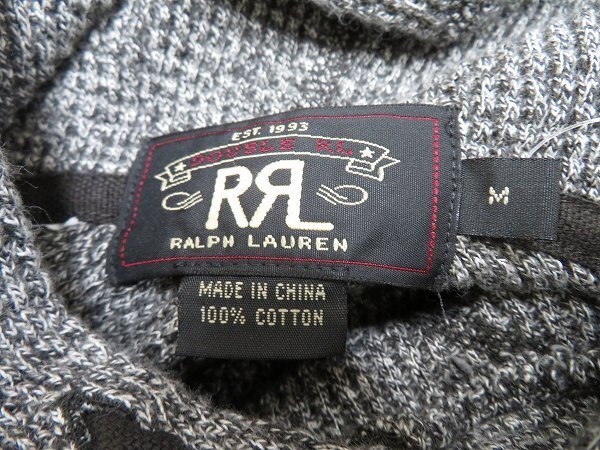 EST. 1993
DOUBLE RL
RRL
RALPH LAUREN
M
MADE IN CHINA
100% COTTON